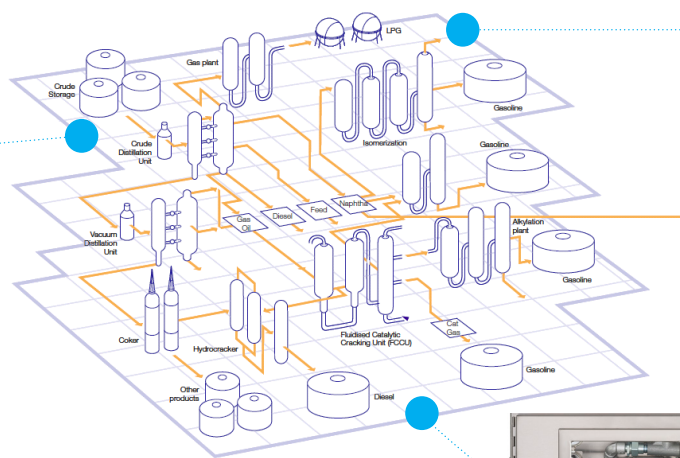 LPG
Gas plant
Crude
Storage
Gasoline
Isomerization
Crude
Distillation
Unit
Gasoline
Naphtha
Feed
Diesel
Gas
Oil
Alkylation
plant
Vacuum
Distillation
Unit
Gasoline
Coker
Hydrocracker
Fluidised Catalytic
Cracking Unit (FCCU)
Cat
Gas
Gasoline
Other
products
Diesel